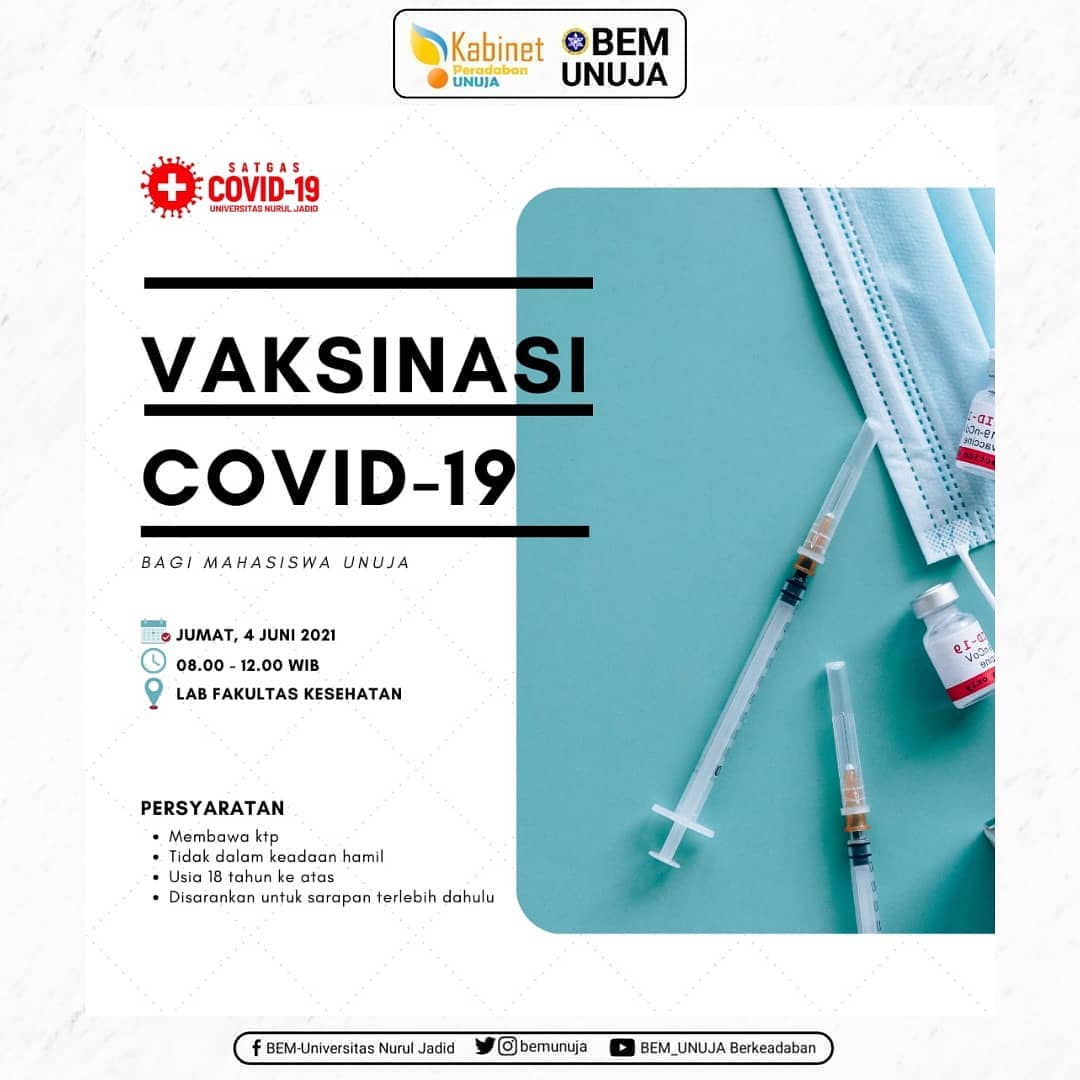 Kabinet
Peradaban
UNUJA
BEM
UNUJA
SATGAS
COVID-19
UNIVERSITAS NURUL JADID
VAKSINASI
COVID-19
BAGI MAHASISWA UNUJA
JUMAT, 4 JUNI 2021
08.00 - 12.00 WIB
LAB FAKULTAS KESEHATAN
PERSYARATAN
• Membawa ktp
• Tidak dalam keadaan hamil
• Usia 18 tahun ke atas
• Disarankan untuk sarapan terlebih dahulu
BEM-Universitas Nurul Jadid bemunuja BEM_UNUJA Berkeadaban